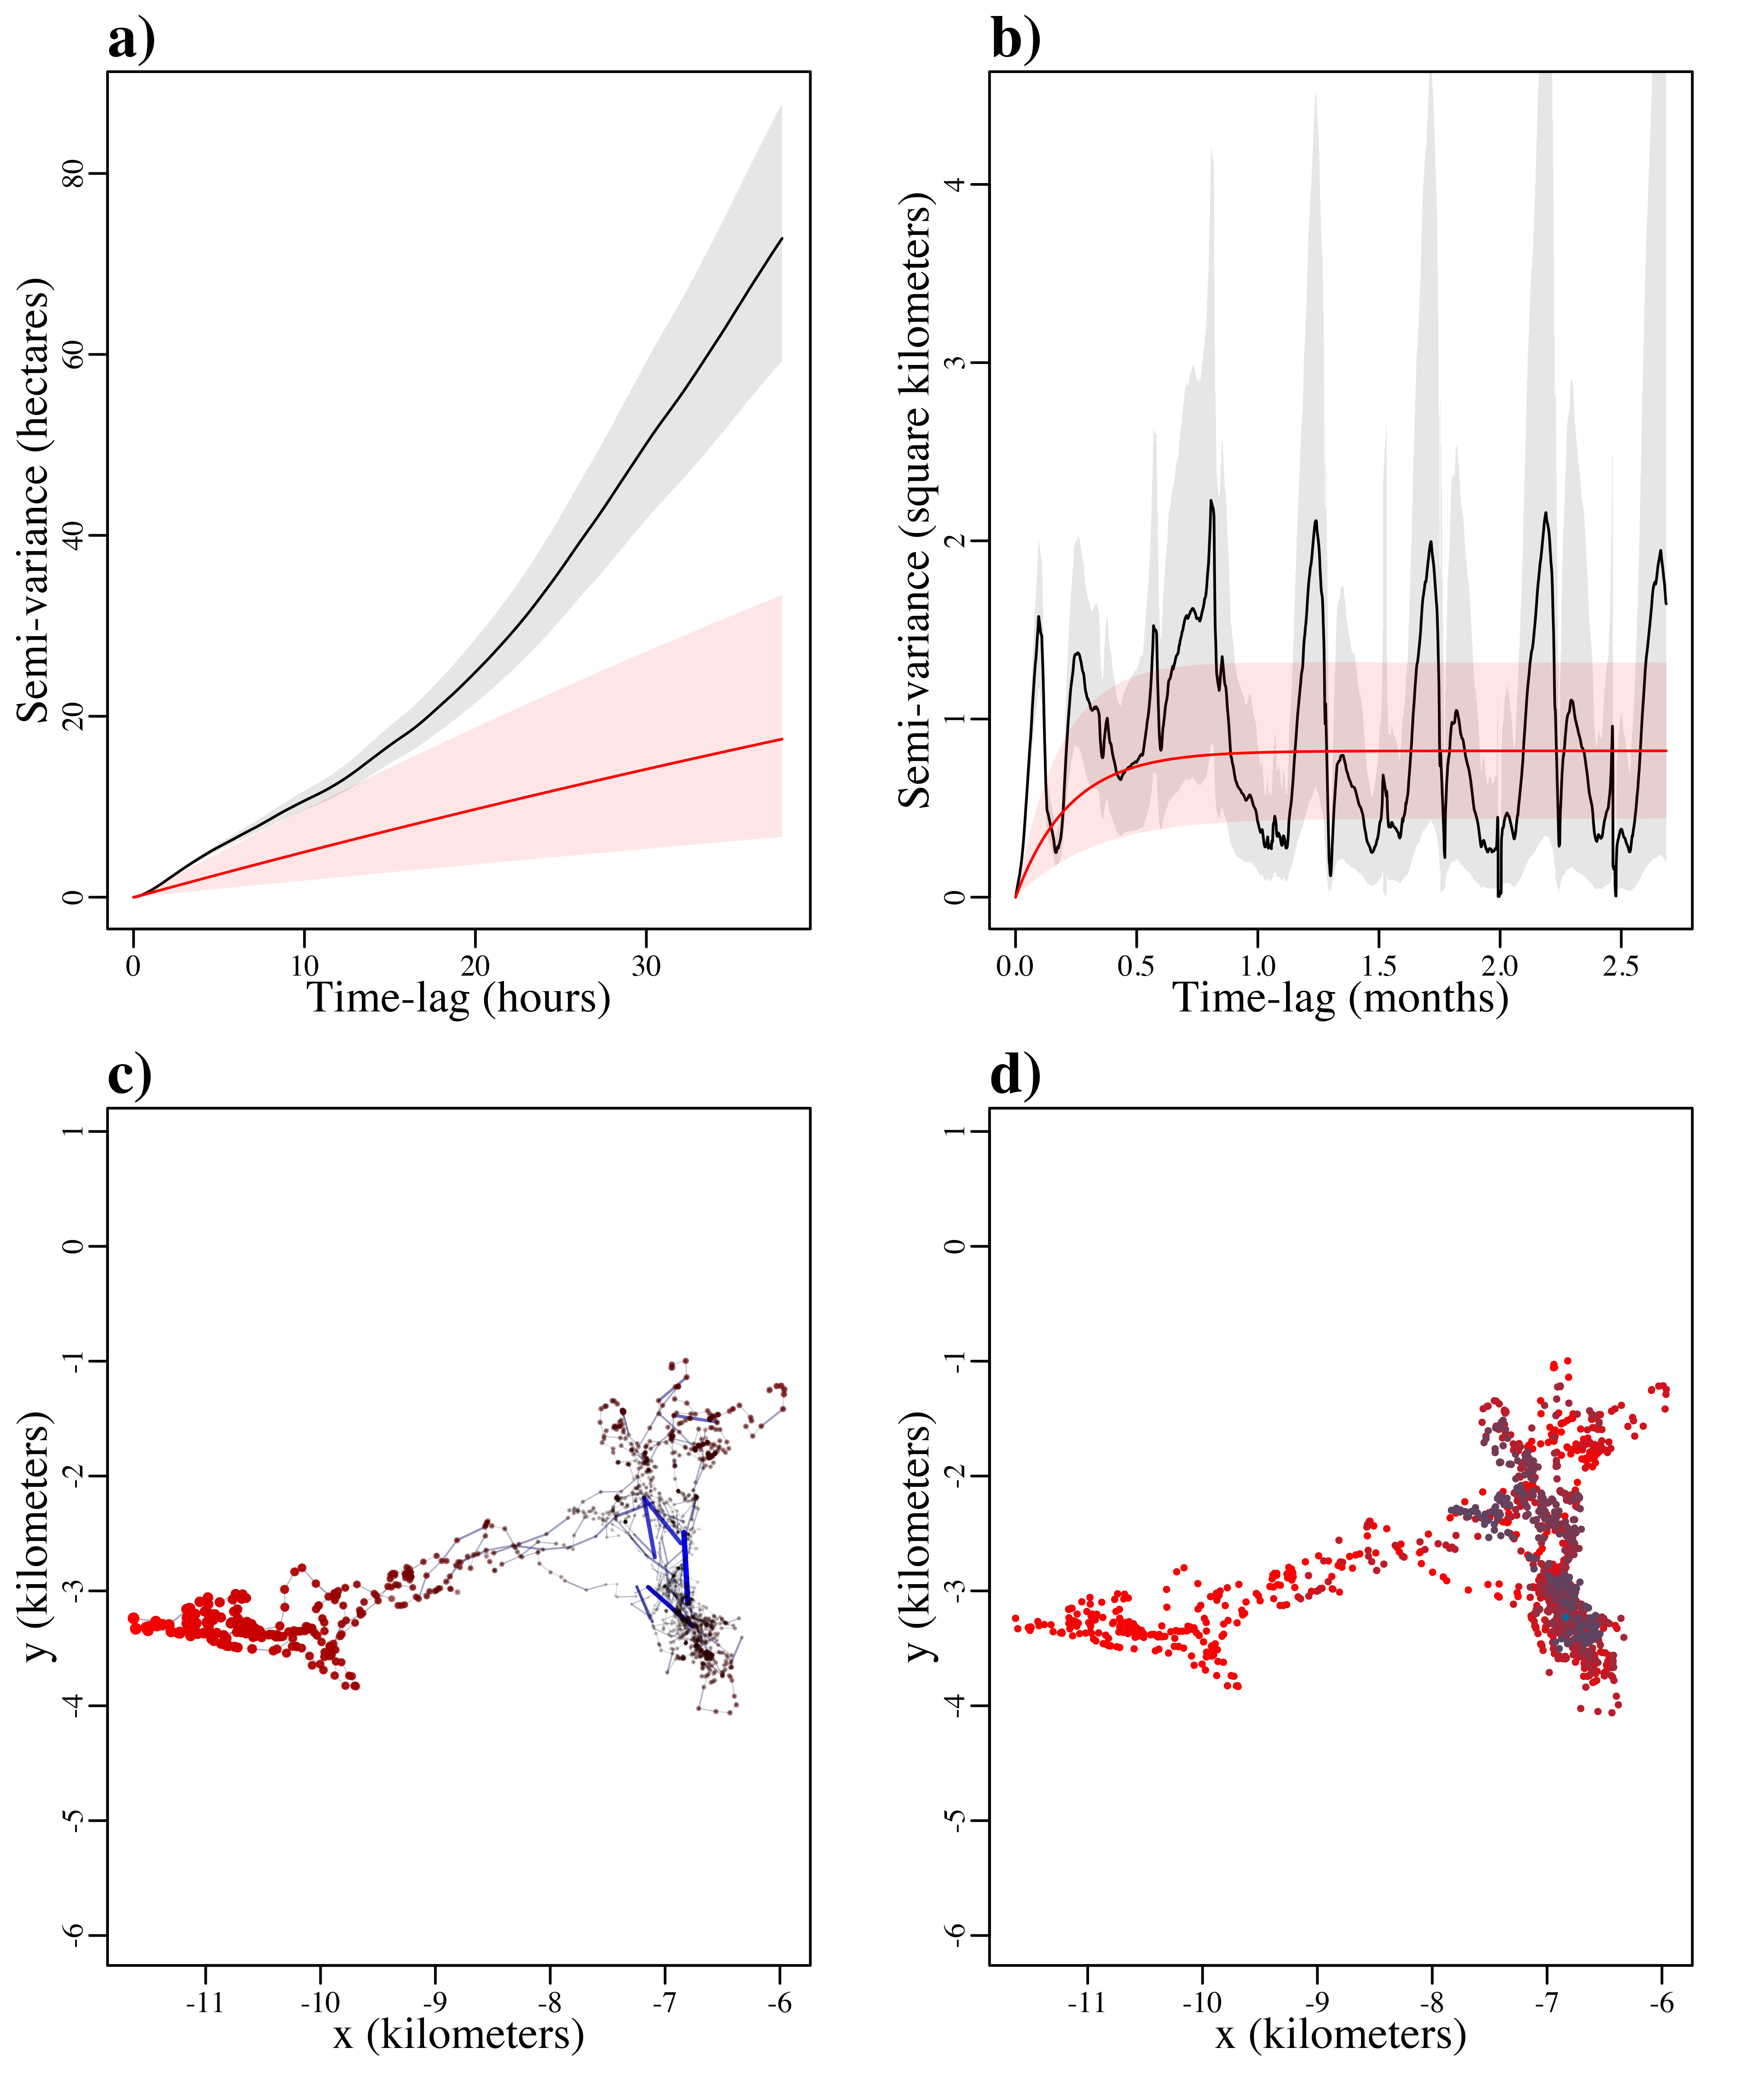 a)
Semi-variance (hectares)
80
60
40
20
0
0 10 20 30
Time-lag (hours)
b)
Semi-variance (square kilometers)
4
3
2
1
0
0.0 0.5 1.0 1.5 2.0 2.5
Time-lag (months)
c)
y (kilometers)
1
0
-1
-2
-3
-4
-5
-6
-11 -10 -9 -8 -7 -6
x (kilometers)
d)
y (kilometers)
1
0
-1
-2
-3
-4
-5
-6
-11 -10 -9 -8 -7 -6
x (kilometers)